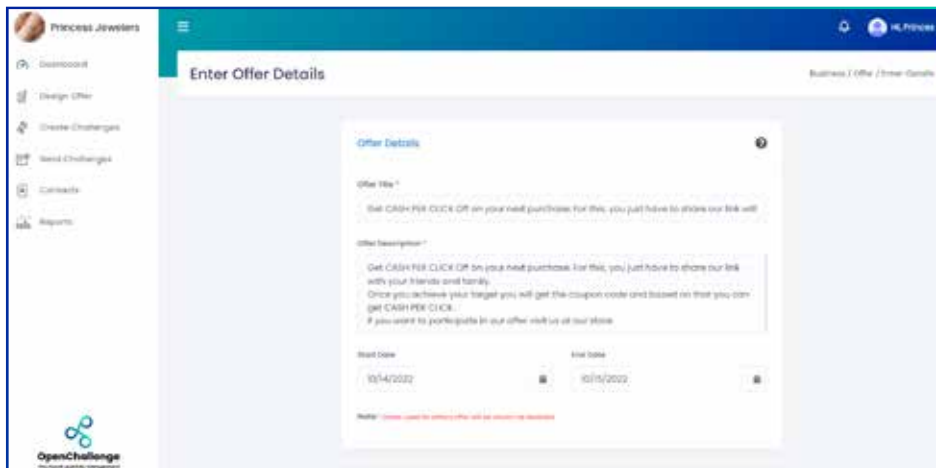 Princess Jewelers
Hi, Princes
Dashboard
Design Offer
Create Challenges
Send Challenges
Contacts
Reports
Enter Offer Details
Business / Offer / Enter Details
Offer Details
Offer Title *
Get CASH PER CLICK Off on your next purchase. For this, you just have to share our link wit
Offer Description *
Get CASH PER CLICK Off on your next purchase. For this, you just have to share our link
with your friends and family.
Once you achieve your target you will get the coupon code and based on that you can
get CASH PER CLICK.
If you want to participate in our offer visit us at our store
Start Date
End Date
10/14/2022
10/15/2022
Note
OpenChallenge